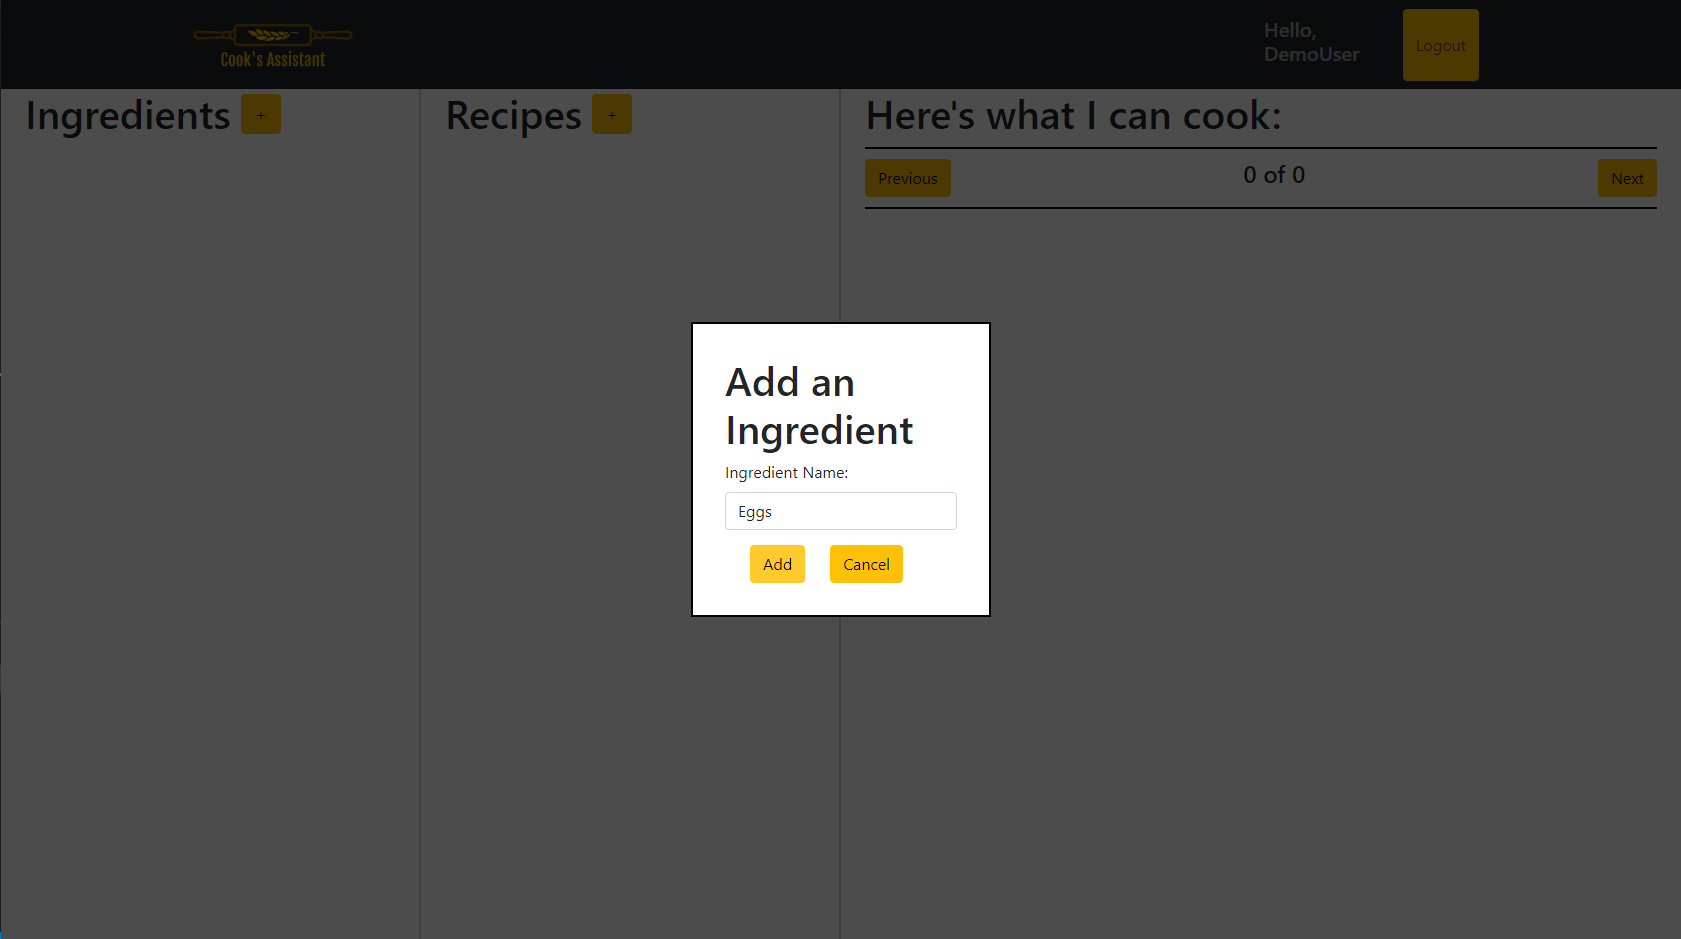 Cook's Assistant
Hello,
DemoUser
Logout
Ingredients +
Recipes +
Here's what I can cook:
Previous
0 of 0
Next
Add an
Ingredient
Ingredient Name:
Eggs
Add
Cancel